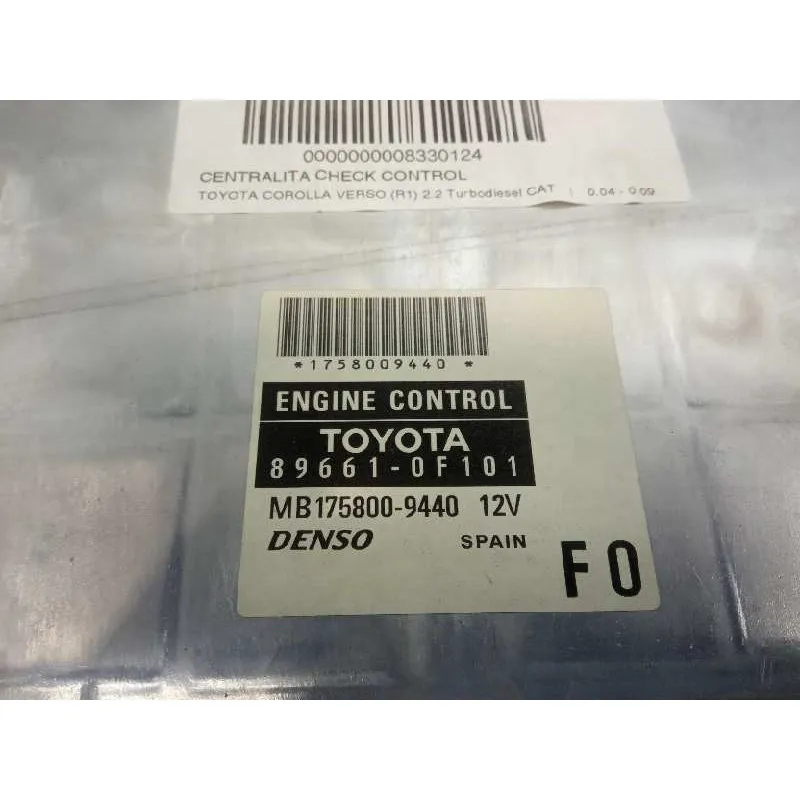 0000000008330124
CENTRALITA CHECK CONTROL
TOYOTA COROLLA VERSO (R1) 2.2 Turbodiesel CAT | 0.04 - 0.09
*1758009440*
ENGINE CONTROL
TOYOTA
89661-0F101
MB175800-9440 12V
DENSO SPAIN
F0